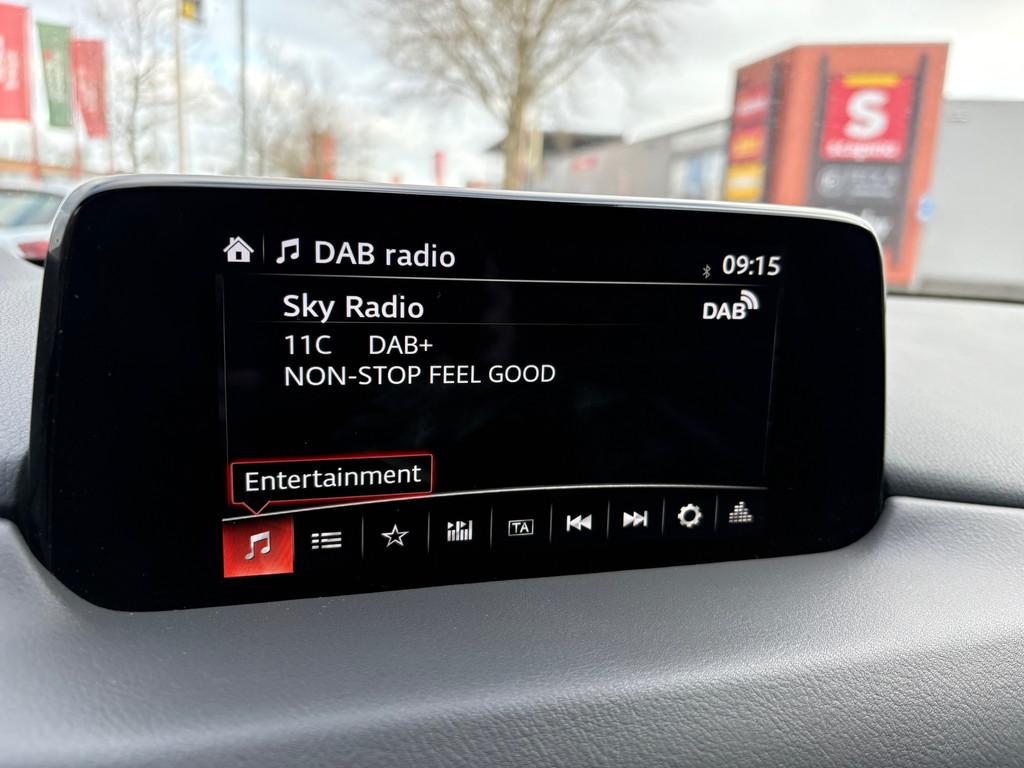 DAB radio
09:15
Sky Radio
DAB
11C DAB+
NON-STOP FEEL GOOD
Entertainment
TA
S